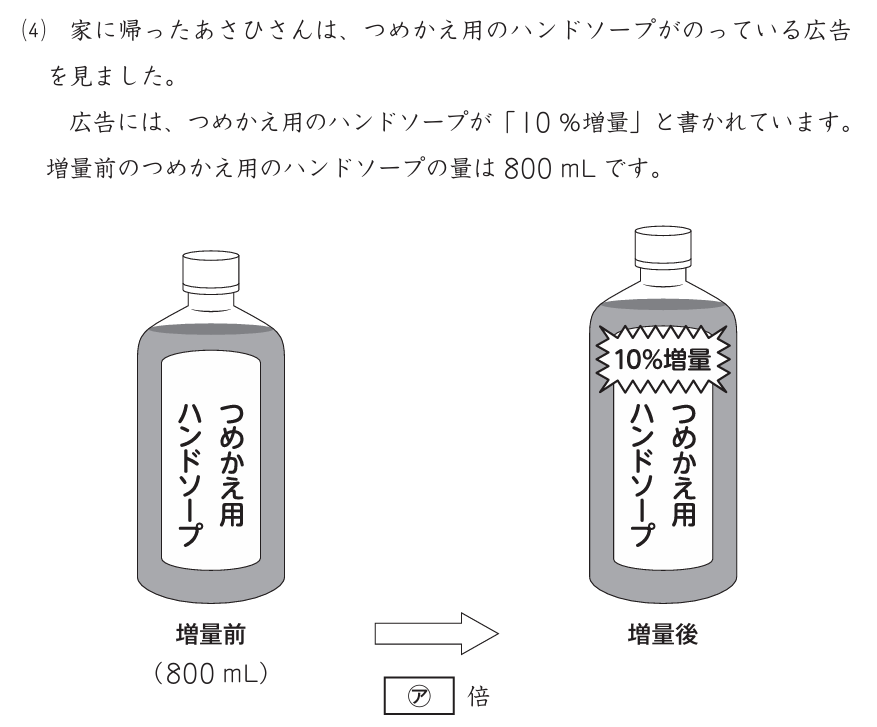 (4) 家に帰ったあさひさんは、つめかえ用のハンドソープがのっている広告
を見ました。
広告には、つめかえ用のハンドソープが「10 %増量」と書かれています。
増量前のつめかえ用のハンドソープの量は 800 mL です。
つめかえ用
ハンドソープ
10%増量
つめかえ用
ハンドソープ
増量前
(800 mL)
増量後
㋐ 倍